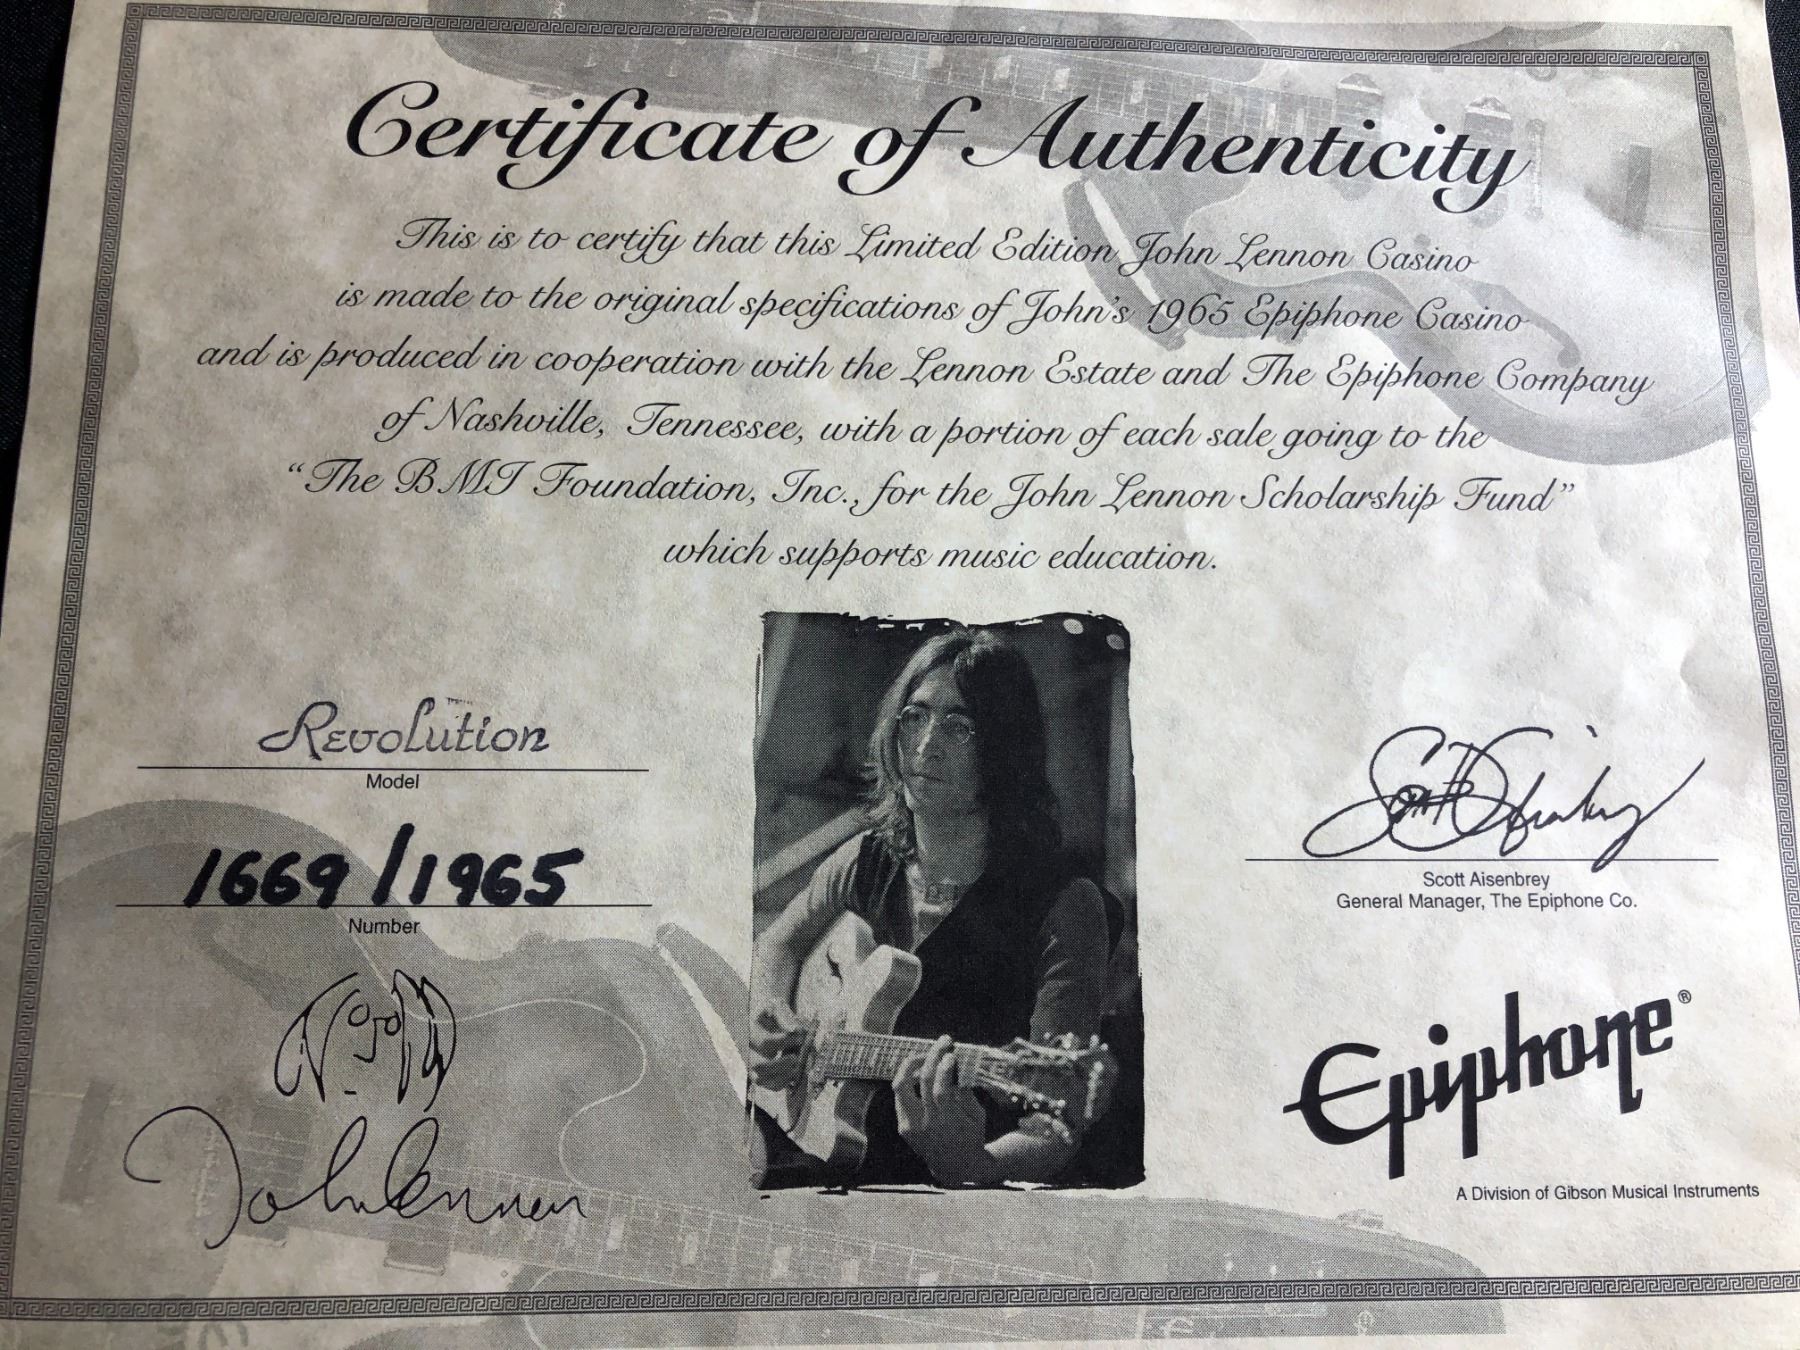 Certificate of Authenticity
This is to certify that this Limited Edition John Lennon Casino
is made to the original specifications of John's 1965 Epiphone Casino
and is produced in cooperation with the Lennon Estate and The Epiphone Company
of Nashville, Tennessee, with a portion of each sale going to the
“The BMI Foundation, Inc., for the John Lennon Scholarship Fund”
which supports music education.
Revolution
Model
1669/1965
Number
John Lennon
Scott Aisenbrey
Scott Aisenbrey
General Manager, The Epiphone Co.
Epiphone®
A Division of Gibson Musical Instruments